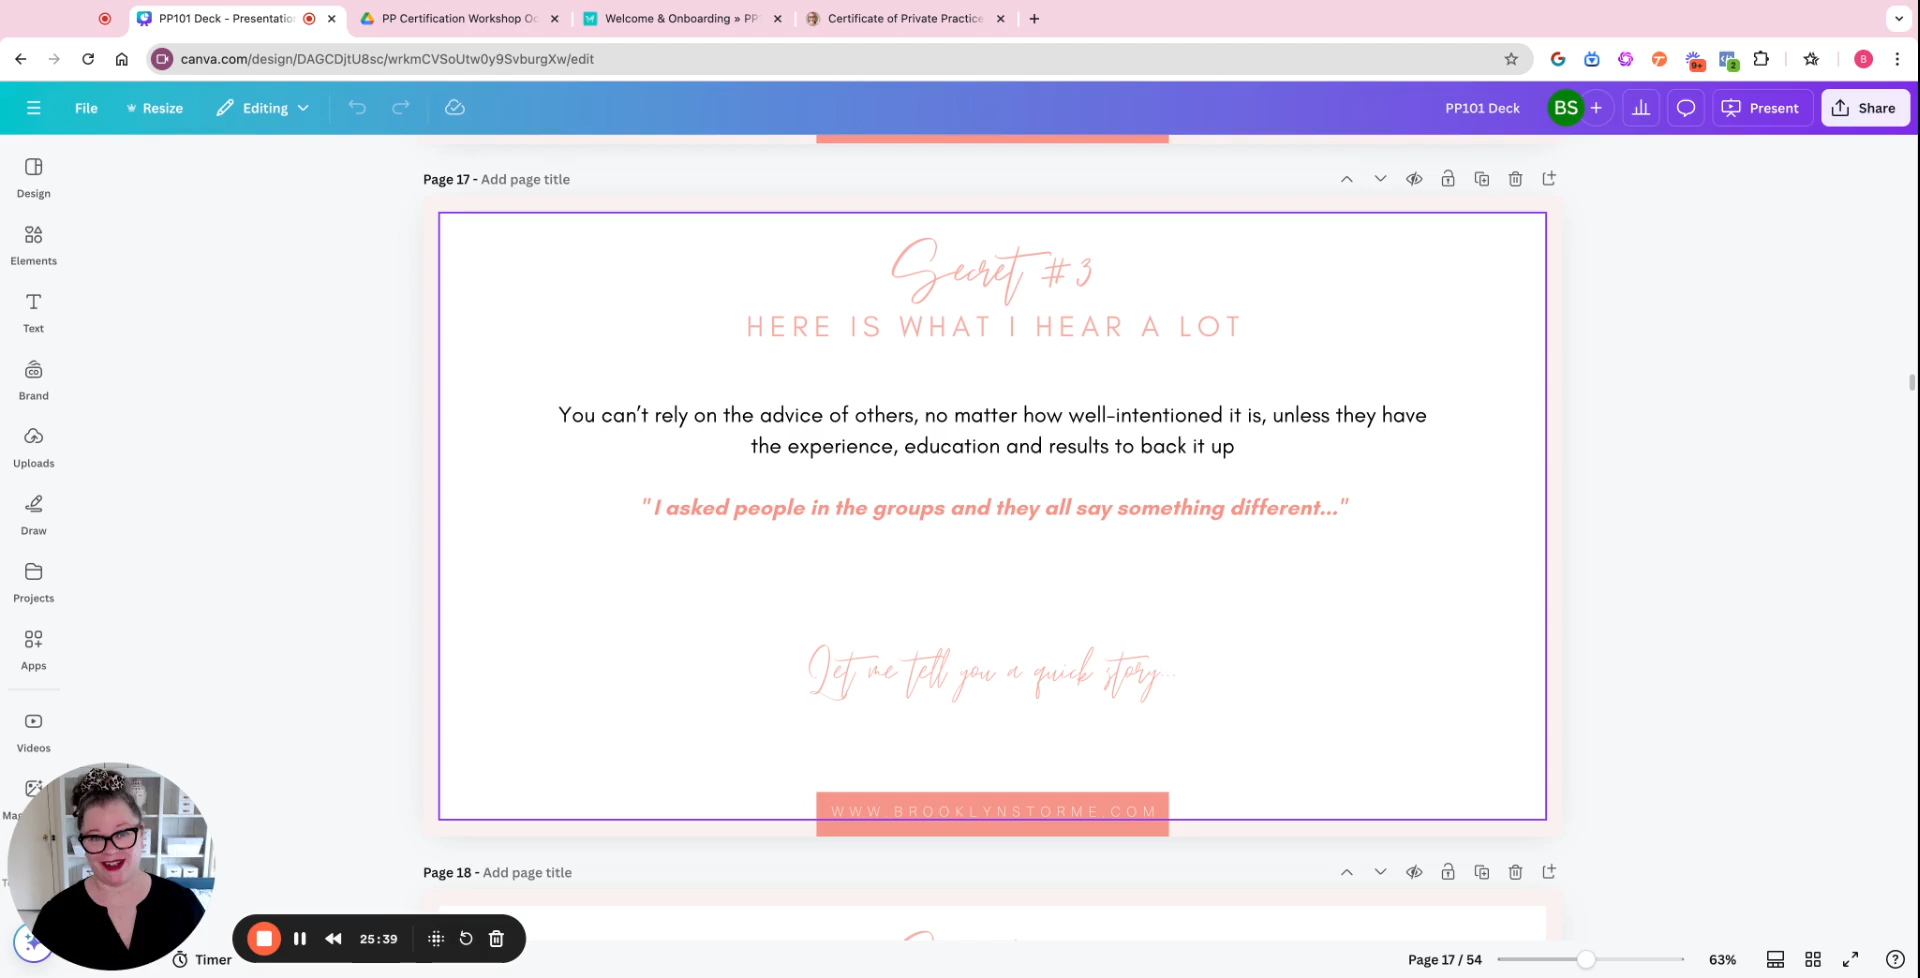 PP101 Deck - Presentation
PP Certification Workshop Oc
Welcome & Onboarding » PP
Certificate of Private Practice
canva.com/design/DAGCDjtU8sc/wrkmCVSoUtw0y9SvburgXw/edit
B
9+
2
File
Resize
Editing
PP101 Deck
BS
Present
Share
Design
Elements
Text
Brand
Uploads
Draw
Projects
Apps
Videos
Page 17 - Add page title
Secret #3
HERE IS WHAT I HEAR A LOT
You can't rely on the advice of others, no matter how well-intentioned it is, unless they have
the experience, education and results to back it up
"I asked people in the groups and they all say something different..."
Let me tell you a quick story...
WWW.BROOKLYNSTORME.COM
Page 18 - Add page title
25:39
Timer
Page 17 / 54
63%